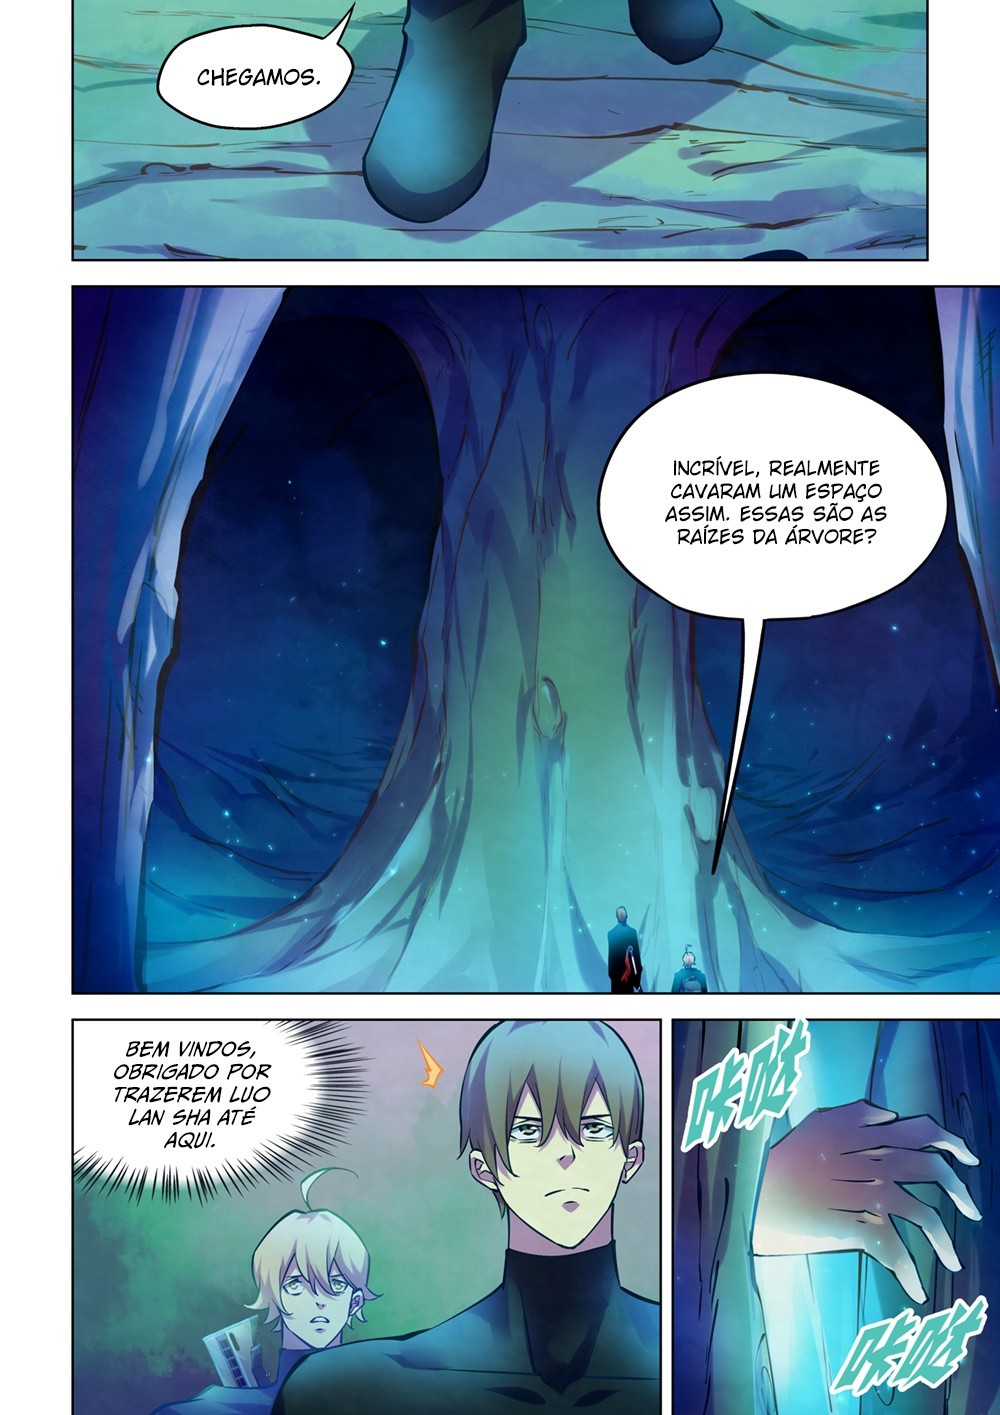 CHEGAMOS.
INCRÍVEL, REALMENTE
CAVARAM UM ESPAÇO
ASSIM. ESSAS SÃO AS
RAÍZES DA ÁRVORE?
BEM VINDOS,
OBRIGADO POR
TRAZEREM LUO
LAN SHA ATÉ
AQUI.
咔哒
咔哒